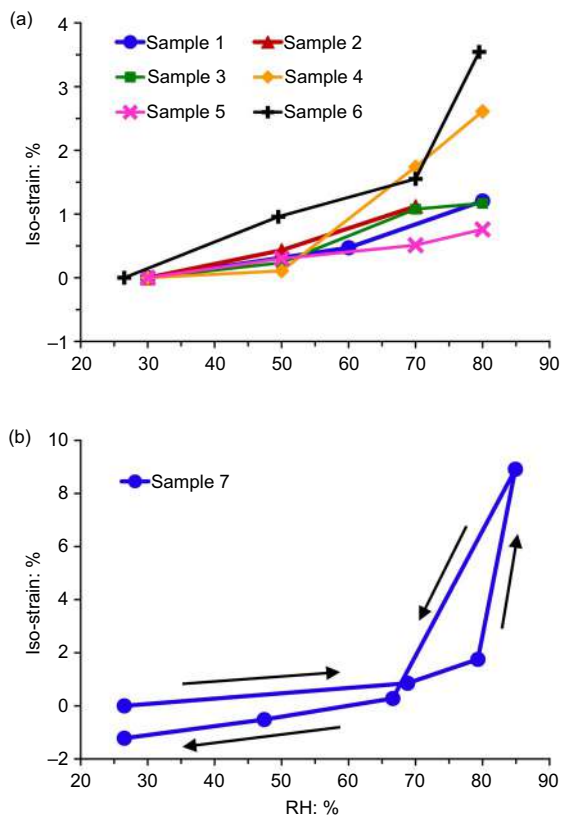 (a)
4
3
2
1
0
–1
Iso-strain: %
Sample 1 Sample 2
Sample 3 Sample 4
Sample 5 Sample 6
20 30 40 50 60 70 80 90
(b)
10
8
6
4
2
0
–2
Iso-strain: %
Sample 7
20 30 40 50 60 70 80 90
RH: %